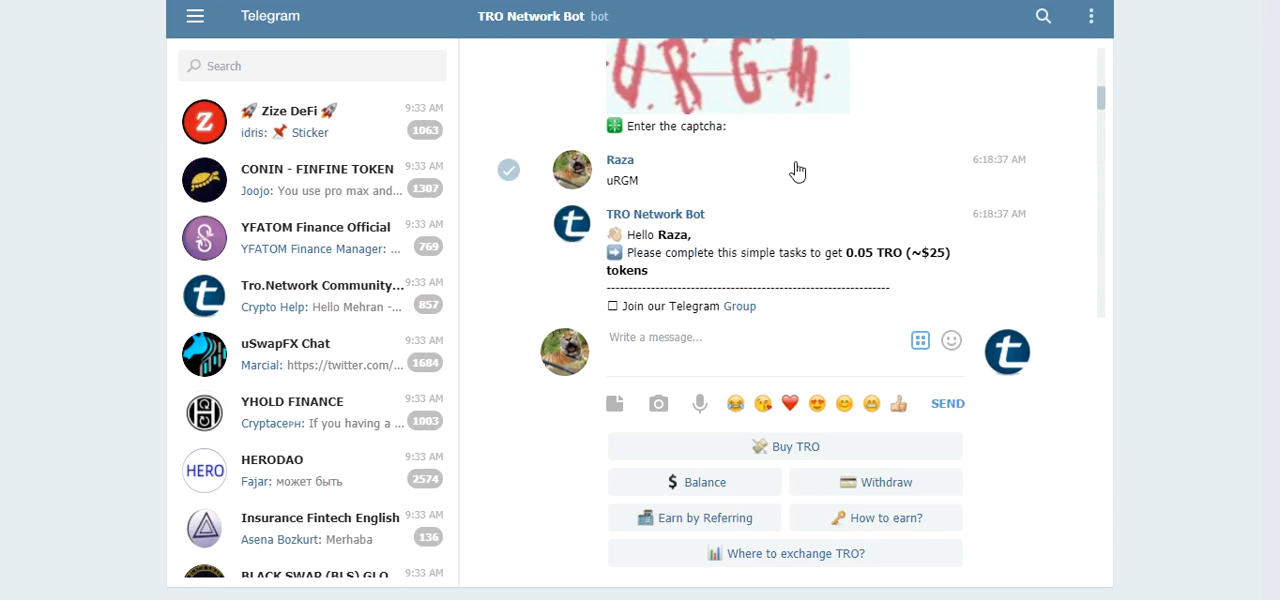 Telegram
TRO Network Bot bot
Search
🚀 Zize DeFi 🚀 9:33 AM
idris: 📌 Sticker 1063
CONIN - FINFINE TOKEN 9:33 AM
Joojo: You use pro max and... 1307
YFATOM Finance Official 9:33 AM
YFATOM Finance Manager: ... 769
Tro.Network Community... 9:33 AM
Crypto Help: Hello Mehran -... 857
uSwapFX Chat 9:33 AM
Marcial: https://twitter.com/... 1684
YHOLD FINANCE 9:33 AM
Cryptaceᴘʜ: If you having a ... 1003
HERO
HERODAO 9:33 AM
Fajar: может быть 2574
Insurance Fintech English 9:33 AM
Asena Bozkurt: Merhaba 136
BLACK SWAP (BLS) GLO... 9:33 AM
uRGM.
❇️ Enter the captcha:
Raza 6:18:37 AM
uRGM
TRO Network Bot 6:18:37 AM
👋🏼 Hello Raza,
➡️ Please complete this simple tasks to get 0.05 TRO (~$25)
tokens
----------------------------------------------------------------
☐ Join our Telegram Group
Write a message...
SEND
💸 Buy TRO
💲 Balance
💳 Withdraw
Earn by Referring
🔑 How to earn?
📊 Where to exchange TRO?